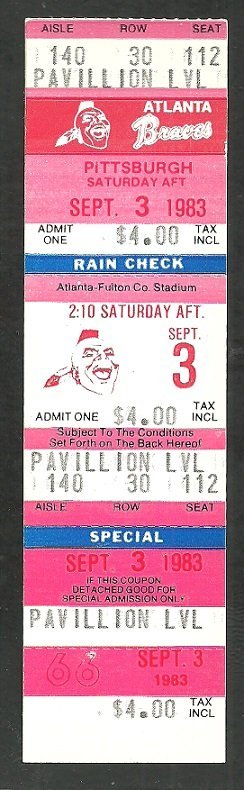 AISLE ROW SEAT
140 30 112
PAVILLION LVL
ATLANTA
Braves
PITTSBURGH
SATURDAY AFT
SEPT. 3 1983
ADMIT ONE $4.00 TAX INCL
RAIN CHECK
Atlanta-Fulton Co. Stadium
2:10 SATURDAY AFT.
SEPT.
3
ADMIT ONE $4.00 TAX INCL
Subject To The Conditions
Set Forth on The Back Hereof
PAVILLION LVL
140 30 112
AISLE ROW SEAT
SPECIAL
SEPT. 3 1983
IF THIS COUPON
DETACHED GOOD FOR
SPECIAL ADMISSION ONLY
PAVILLION LVL
66 SEPT. 3
1983
$4.00 TAX INCL